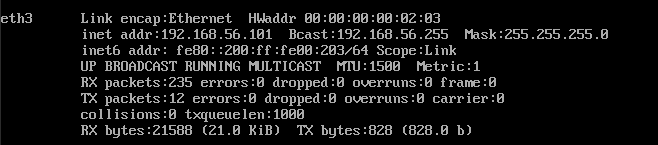 eth3 Link encap:Ethernet HWaddr 00:00:00:00:02:03
inet addr:192.168.56.101 Bcast:192.168.56.255 Mask:255.255.255.0
inet6 addr: fe80::200:ff:fe00:203/64 Scope:Link
UP BROADCAST RUNNING MULTICAST MTU:1500 Metric:1
RX packets:235 errors:0 dropped:0 overruns:0 frame:0
TX packets:12 errors:0 dropped:0 overruns:0 carrier:0
collisions:0 txqueuelen:1000
RX bytes:21588 (21.0 KiB) TX bytes:828 (828.0 b)